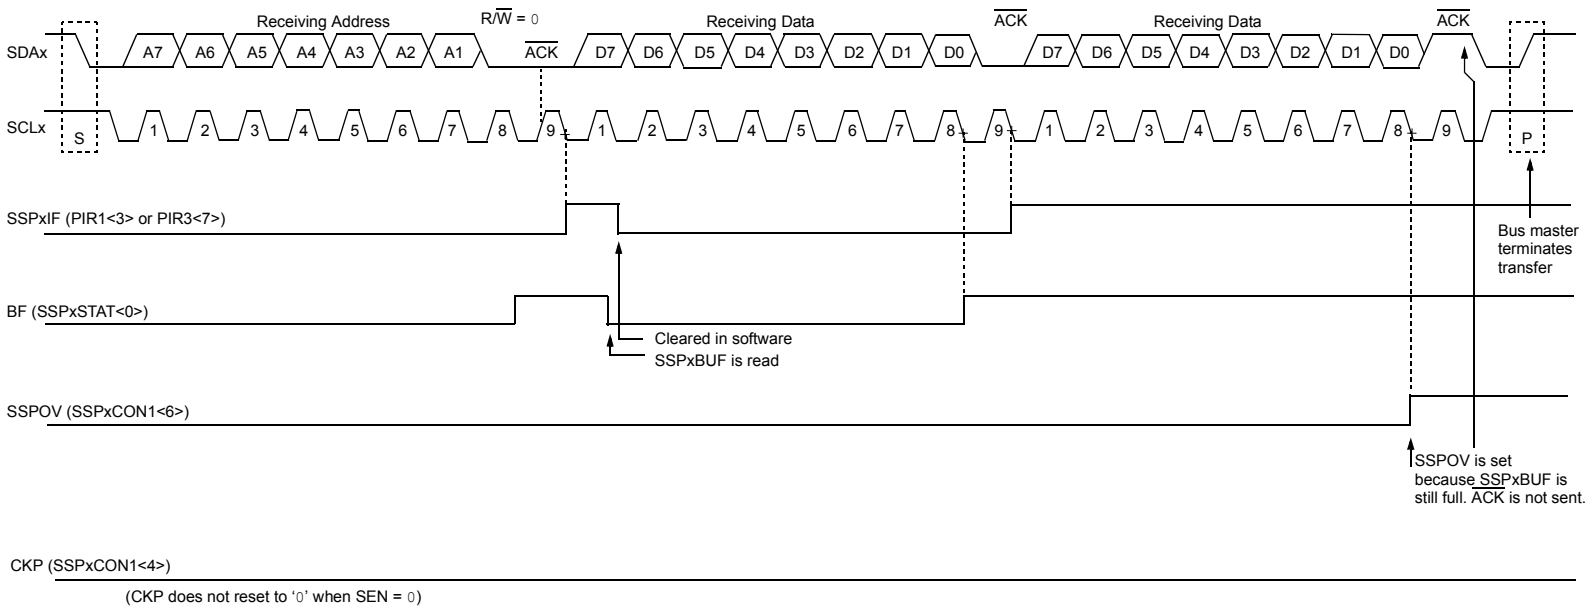 Receiving Address
R/W = 0
Receiving Data
ACK
Receiving Data
ACK
SDAx
A7 A6 A5 A4 A3 A2 A1
ACK
D7 D6 D5 D4 D3 D2 D1 D0
D7 D6 D5 D4 D3 D2 D1 D0
SCLx
S
1 2 3 4 5 6 7 8 9
1 2 3 4 5 6 7 8 9
1 2 3 4 5 6 7 8 9
P
SSPxIF (PIR1<3> or PIR3<7>)
Bus master
terminates
transfer
BF (SSPxSTAT<0>)
Cleared in software
SSPxBUF is read
SSPOV (SSPxCON1<6>)
SSPOV is set
because SSPxBUF is
still full. ACK is not sent.
CKP (SSPxCON1<4>)
(CKP does not reset to ‘0’ when SEN = 0)